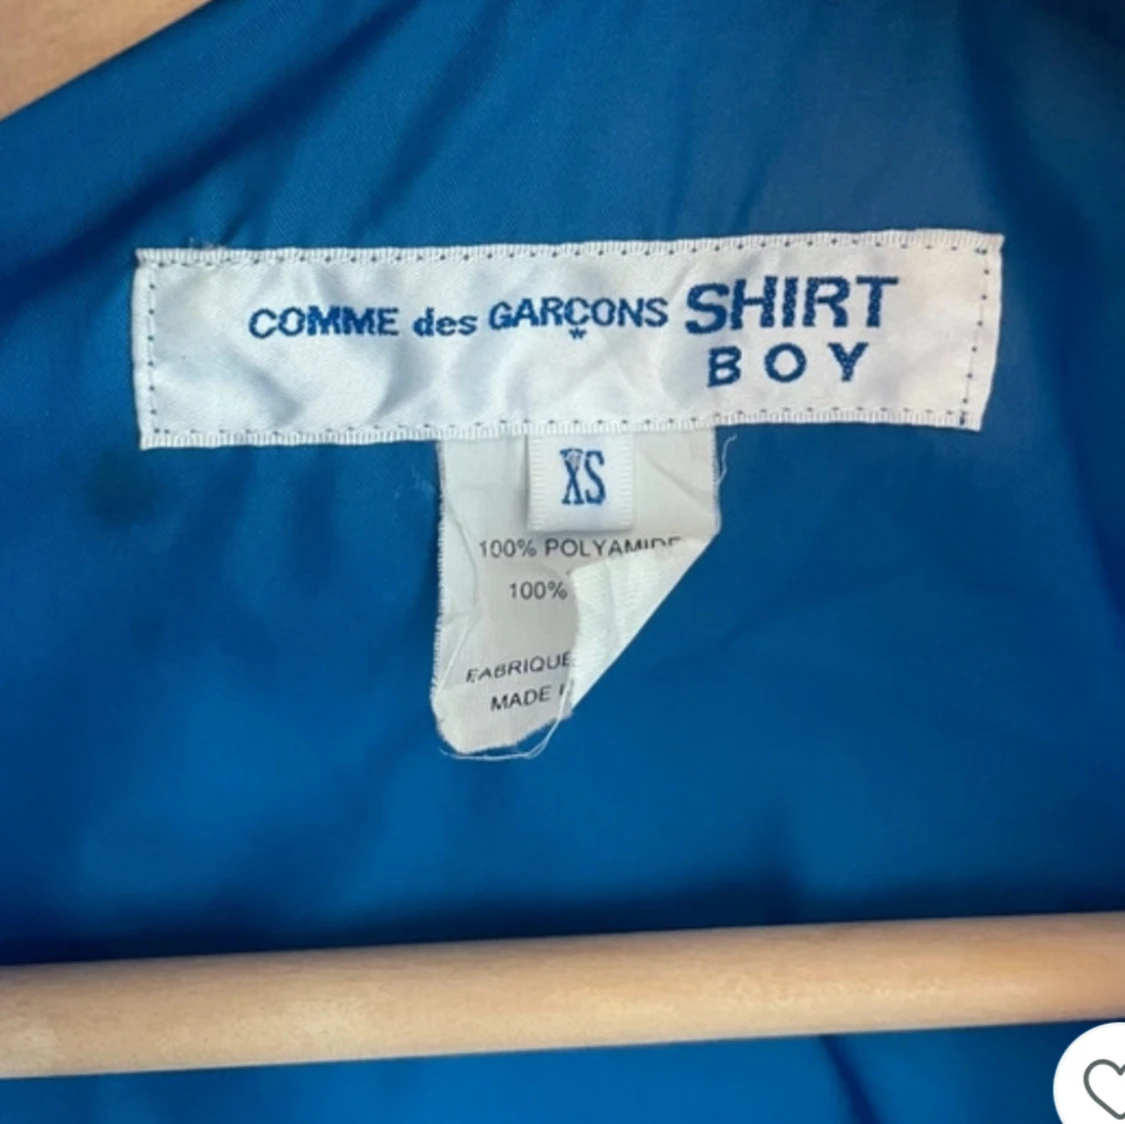 COMME des GARÇONS SHIRT
BOY
XS
100% POLYAMIDE
100%
FABRIQUE
MADE